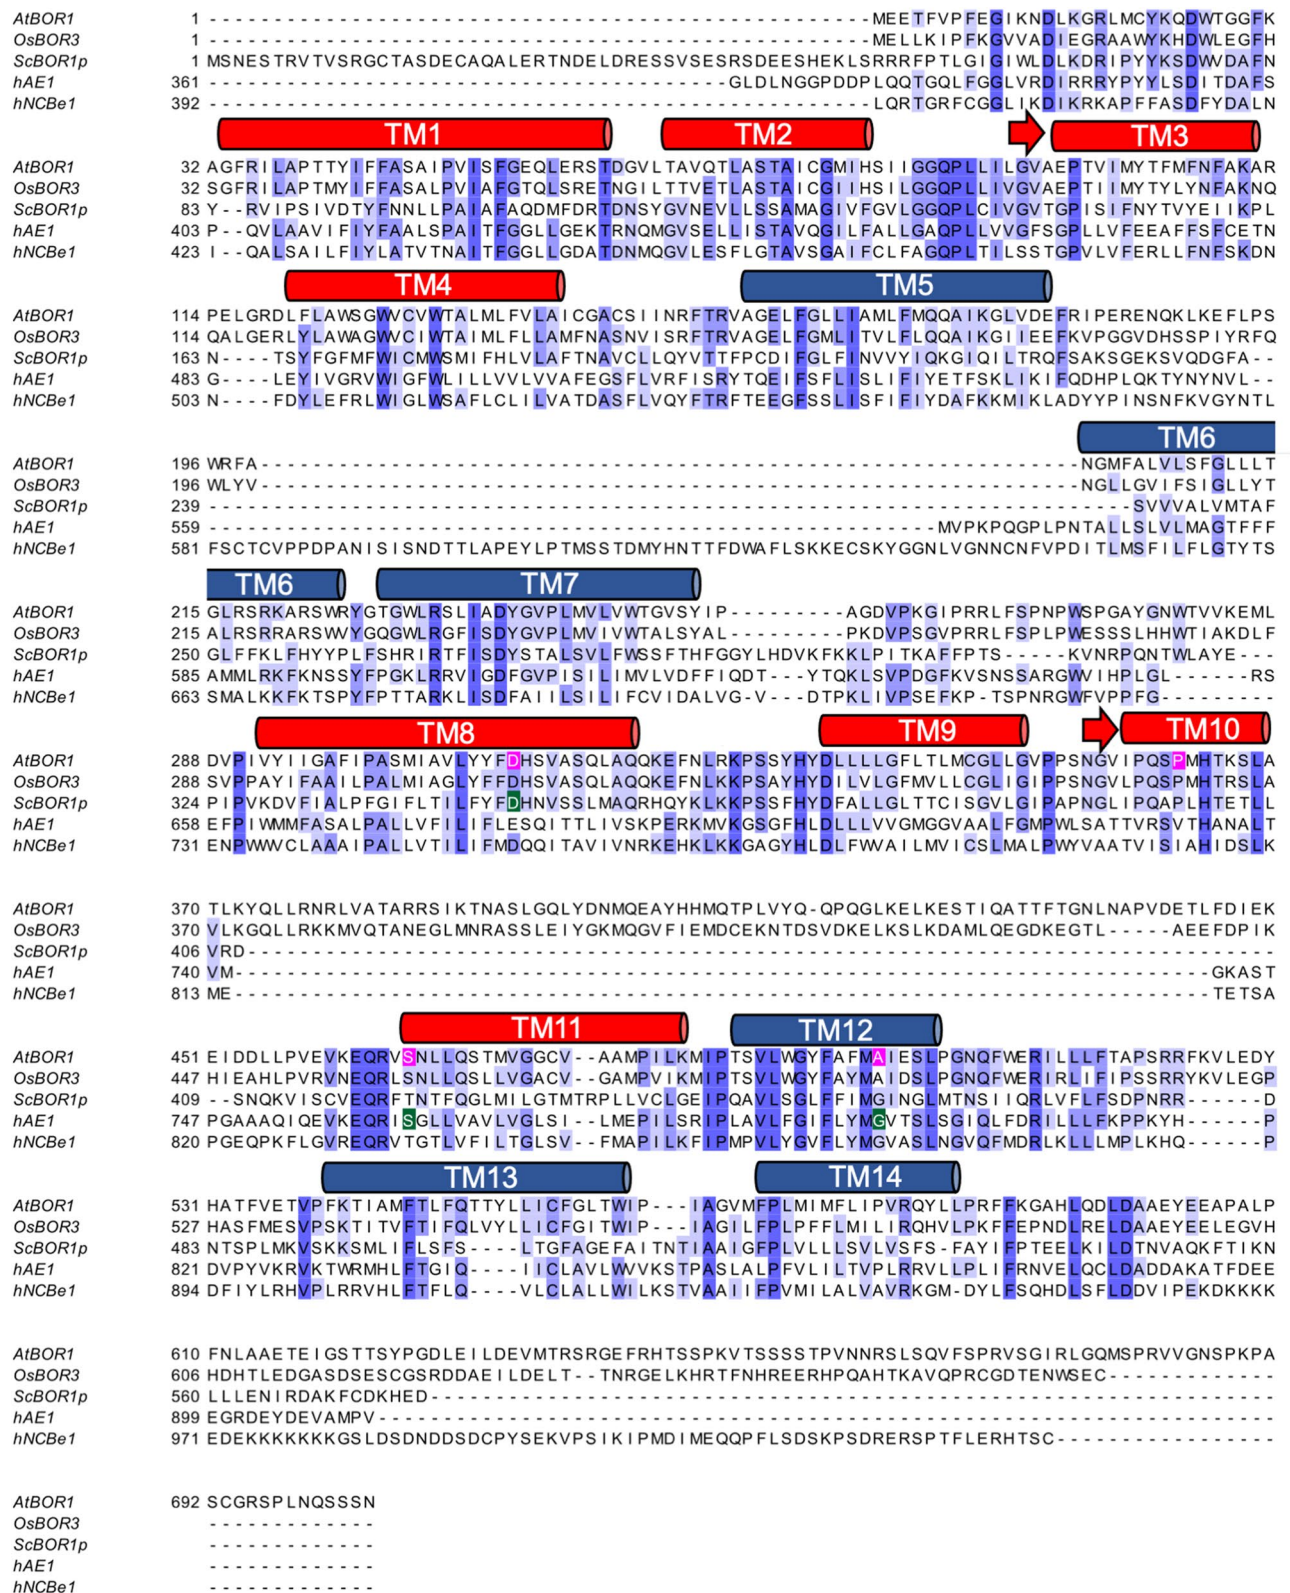 TM1 TM2 TM3
AtBOR1 1 - - - - - - - - - - - - - - - - - - - - - - - - - - - - - - - - - - - - - - - - - - - - - - - - - - - MEETFVPFEGIKNDLKGRLMCYKQDWTGGFK
OsBOR3 1 - - - - - - - - - - - - - - - - - - - - - - - - - - - - - - - - - - - - - - - - - - - - - - - - - - - MELLKIPFKGVVADIEGRAAWYKHDWLEGFH
ScBOR1p 1 MSNESTRVTVSRGCTASDECAQALERTNDELDRESSVSESRSDEESHEKLSRRRFPTLGIGIWLDLKDRIPYYKSDWVDAFN
hAE1 361 - - - - - - - - - - - - - - - - - - - - - - - - - - - - - - - - - - - - - - - - GLDLNGGPDDPLQQTGQLFGGLVRDIRRRYPYYLSDITDAFS
hNCBe1 392 - - - - - - - - - - - - - - - - - - - - - - - - - - - - - - - - - - - - - - - - - - - - - - - - - - - LQRTGRFCGGLIKDIKRKAPFFASDFYDALN
AtBOR1 32 AGFRILAPTTYIFFASAIPVISFGEQLERSTDGVLTAVQTLASTAICGMIHSIIGGQPLLILGVAEPTVIMYTFMFNFAKAR
OsBOR3 32 SGFRILAPTMYIFFASALPVIAFGTQLSRETNGILTTVETLASTAICGIIHSILGGQPLLIVGVAEPTIIMYTYLYNFAKNQ
ScBOR1p 83 Y--RVIPSIVDTYFNNLLPAIAFAQDMFDRTDNSYGVNEVLLSSAMAGIVFGVLGGQPLCIVGVTGPISIFNYTVYEIIKPL
hAE1 403 P--QVLAAVIFIYFAALSPAITFGGLLGEKTRNQMGVSELLISTAVQGILFALLGAQPLLVVGFSGPLLVFEEAFFSFCETN
hNCBe1 423 I--QALSAILFIYLATVTNAITFGGLLGDATDNMQGVLESFLGTAVSGAIFCLFAGQPLTILSSTGPVLVFERLLFNFSKDN
TM4 TM5
AtBOR1 114 PELGRDLFLAWSGWVCVWTALMLFVLAICGACSIINRFTRVAGELFGLLIAMLFMQQAIKGLVDEFRIPERENQKLKEFLPS
OsBOR3 114 QALGERLYLAWAGWVCIWTAIMLFLLAMFNASNVISRFTRVAGELFGMLITVLFLQQAIKGIIEEFKVPGGVDHSSPIYRFQ
ScBOR1p 163 N----TSYFGFMFWICMWSMIFHLVLAFTNAVCLLQYVTTFPCDIFGLFINVVYIQKGIQILTRQFSAKSGEKSVQDGFA--
hAE1 483 G----LEYIVGRVWIGFWLILLVVLVVAFEGSFLVRFISRYTQEIFSFLISLIFIYETFSKLIKIFQDHPLQKTYNYNVL--
hNCBe1 503 N----FDYLEFRLWIGLWSAFLCLILVATDASFLVQYFTRFTEEGFSSLISFIFIYDAFKKMIKLADYYPINSNFKVGYNTL
TM6
AtBOR1 196 WRFA- - - - - - - - - - - - - - - - - - - - - - - - - - - - - - - - - - - - - - - - - - - - - - - - - - - - - - - - - - - - - - - NGMFALVLSFGLLLT
OsBOR3 196 WLYV- - - - - - - - - - - - - - - - - - - - - - - - - - - - - - - - - - - - - - - - - - - - - - - - - - - - - - - - - - - - - - - NGLLGVIFSIGLLYT
ScBOR1p 239 - - - - - - - - - - - - - - - - - - - - - - - - - - - - - - - - - - - - - - - - - - - - - - - - - - - - - - - - - - - - - - - - - - - - - - - SVVVALVMTAF
hAE1 559 - - - - - - - - - - - - - - - - - - - - - - - - - - - - - - - - - - - - - - - - - - - - - - - - - - - - - - - - MVPKPQGPLPNTALLSLVLMAGTFFF
hNCBe1 581 FSCTCVPPDPANISISNDTTLAPEYLPTMSSTDMYHNTTFDWAFLSKKECSKYGGNLVGNNCNFVPDITLMSFILFLGTYTS
TM6 TM7
AtBOR1 215 GLRSRKARSWRYGTGWLRSLIADYGVPLMVLVWTGVSYIP---------AGDVPKGIPRRLFSPNPWSPGAYGNWTVVKEML
OsBOR3 215 ALRSRRARSWVYGQGWLRGFISDYGVPLMVIVWTALSYAL---------PKDVPSGVPRRLFSPLPWESSSLHHWTIAKDLF
ScBOR1p 250 GLFFKLFHYYPLFSHRIRTFISDYSTALSVLFWSSFTHFGGYLHDVKFKKLPITKAFFPTS----KVNRPQNTWLAYE---
hAE1 585 AMMLRKFKNSSYFPGKLRRVIGDFGVPISILIMVLVDFFIQDT---YTQKLSVPDGFKVSNSSARGWVIHPLGL------RS
hNCBe1 663 SMALKKFKTSPYFPTTARKLISDFAIILSILIFCVIDALVG-V---DTPKLIVPSEFKP-TSPNRGWFVPPFG--------
TM8 TM9 TM10
AtBOR1 288 DVPIVYIIGAFIPASMIAVLYYFDHSVASQLAQQKEFNLRKPSSYHYDLLLLGFLTLMCGLLGVPPSNGVIPQSPMHTKSLA
OsBOR3 288 SVPPAYIFAAILPALMIAGLYFFDHSVASQLAQQKEFNLKKPSAYHYDILVLGFMVLLCGLIGIPPSNGVLPQSPMHTRSLA
ScBOR1p 324 PIPVKDVFIALPFGIFLTILFYFDHNVSSLMAQRHQYKLKKPSSFHYDFALLGLTTCISGVLGIPAPNGLIPQAPLHTETLL
hAE1 658 EFPIWMMFASALPALLVFILIFLESQITTLIVSKPERKMVKGSGFHLDLLLVVGMGGVAALFGMPWLSATTVRSVTHANALT
hNCBe1 731 ENPWWVCLAAAIPALLVTILIFMDQQITAVIVNRKEHKLKKGAGYHLDLFWVAILMVICSLMALPWYVAATVISIAHIDSLK
AtBOR1 370 TLKYQLLRNRLVATARRSIKTNASLGQLYDNMQEAYHHMQTPLVYQ-QPQGLKELKESTIQATTFTGNLNAPVDETLFDIEK
OsBOR3 370 VLKGQLLRKKMVQTANEGLMNRASSLEIYGKMQGVFIEMDCEKNTDSVDKELKSLKDAMLQEGDKEGTL-----AEEFDPIK
ScBOR1p 406 VRD- - - - - - - - - - - - - - - - - - - - - - - - - - - - - - - - - - - - - - - - - - - - - - - - - - - - - - - - - - - - - - - - - - - - - - - - - - - - - - -
hAE1 740 VM- - - - - - - - - - - - - - - - - - - - - - - - - - - - - - - - - - - - - - - - - - - - - - - - - - - - - - - - - - - - - - - - - - - - - - - - - - - GKAST
hNCBe1 813 ME- - - - - - - - - - - - - - - - - - - - - - - - - - - - - - - - - - - - - - - - - - - - - - - - - - - - - - - - - - - - - - - - - - - - - - - - - - - TETSA
TM11 TM12
AtBOR1 451 EIDDLLPVEVKEQRVSNLLQSTMVGGCV--AAMPILKMIPTSVLWGYFAFMAIESLPGNQFWERILLLFTAPSRRFKVLEDY
OsBOR3 447 HIEAHLPVRVNEQRLSNLLQSLLVGACV--GAMPVIKMIPTSVLWGYFAYMAIDSLPGNQFWERIRLIFIPSSRRYKVLEGP
ScBOR1p 409 --SNQKVISCVEQRFTNTFQGLMILGTMTRPLLVCLGEIPQAVLSGLFFIMGINGLMTNSIIQRLVFLFSDPNRR------D
hAE1 747 PGAAAQIQEVKEQRISGLLVAVLVGLSI--LMEPILSRIPLAVLFGIFLYMGVTSLSGIQLFDRILLLFKPPKYH------P
hNCBe1 820 PGEQPKFLGVREQRVTGTLVFILTGLSV--FMAPILKFIPMPVLYGVFLYMGVASLNGVQFMDRLKLLLMPLKHQ------P
TM13 TM14
AtBOR1 531 HATFVETVPFKTIAMFTLFQTTYLLICFGLTWIP---IAGVMFPLMIMFLIPVRQYLLPRFFKGAHLQDLDAAEYEEAPALP
OsBOR3 527 HASFMESVPSKTITVFTIFQLVYLLICFGITWIP---IAGILFPLPFFLMILIRQHVLPKFFEPNDLRELDAAEYEELEGVH
ScBOR1p 483 NTSPLMKVSKKSMLIFLSFS----LTGFAGEFAITNTIAAIGFPLVLLLSVLVSFS-FAYIFPTEELKILDTNVAQKFTIKN
hAE1 821 DVPYVKRVKTWRMHLFTGIQ----IICLAVLWVVKSTPASLALPFVLILTVPLRRVLLPLIFRNVELQCLDADDAKATFDEE
hNCBe1 894 DFIYLRHVPLRRVHLFTFLQ----VLCLALLWILKSTVAAIIFPVMILALVAVRKGM-DYLFSQHDLSFLDDVIPEKDKKKK
AtBOR1 610 FNLAAETEIGSTTSYPGDLEILDEVMTRSRGEFRHTSSPKVTSSSSTPVNNRSLSQVFSPRVSGIRLGQMSPRVVGNSPKPA
OsBOR3 606 HDHTLEDGASDSESCGSRDDAEILDELT--TNRGELKHRTFNHREERHPQAHTKAVQPRCGDTENWSEC-------------
ScBOR1p 560 LLLENIRDAKFCDKHED- - - - - - - - - - - - - - - - - - - - - - - - - - - - - - - - - - - - - - - - - - - - - - - - - - - - - - - - - - - - - - - - -
hAE1 899 EGRDEYDEVAMPV- - - - - - - - - - - - - - - - - - - - - - - - - - - - - - - - - - - - - - - - - - - - - - - - - - - - - - - - - - - - - - - - - - - - -
hNCBe1 971 EDEKKKKKKKKGSLDSDNDDSDCPYSEKVPSIKIPMDIMEQQPFLSDSKPSDRERSPTFLERHTSC-----------------
AtBOR1 692 SCGRSPLNQSSSN
OsBOR3 - - - - - - - - - - - - -
ScBOR1p - - - - - - - - - - - - -
hAE1 - - - - - - - - - - - - -
hNCBe1 - - - - - - - - - - - - -